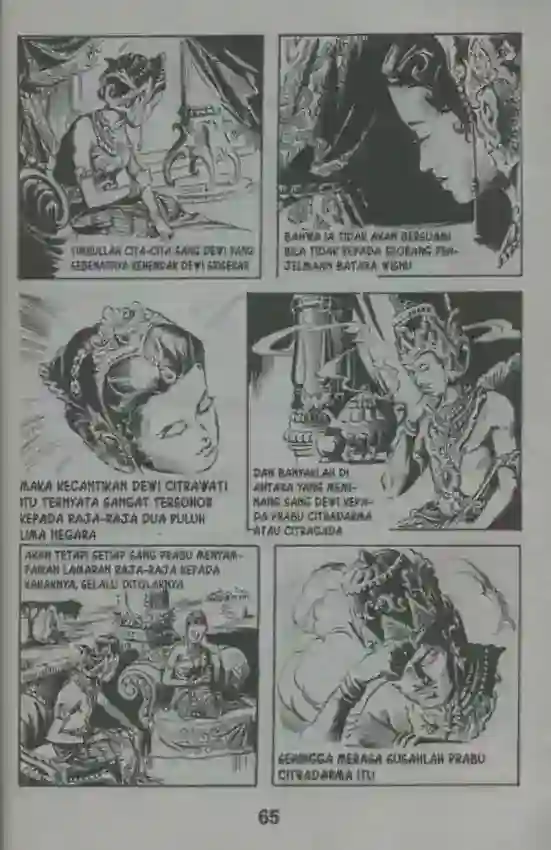 TIMBULLAH CITA-CITA SANG DEWI YANG
SEBENARNYA KEHENDAK DEWI SRISEKAR
BAHWA IA TIDAK AKAN BERSUAMI
BILA TIDAK KEPADA SEORANG PEN-
JELMAAN BATARA WISNU
MAKA KECANTIKAN DEWI CITRAWATI
ITU TERNYATA SANGAT TERSOHOR
KEPADA RAJA-RAJA DUA PULUH
LIMA NEGARA
DAN BANYAKLAH DI
ANTARA YANG MEMI-
NANG SANG DEWI KEPA-
DA PRABU CITRADARMA
ATAU CITRAGADA
AKAN TETAPI SETIAP SANG PRABU MENYAM-
PAIKAN LAMARAN RAJA-RAJA KEPADA
KAKAKNYA, SELALU DITOLAKNYA
SEHINGGA MERASA SUSAHLAH PRABU
CITRADARMA ITU
65